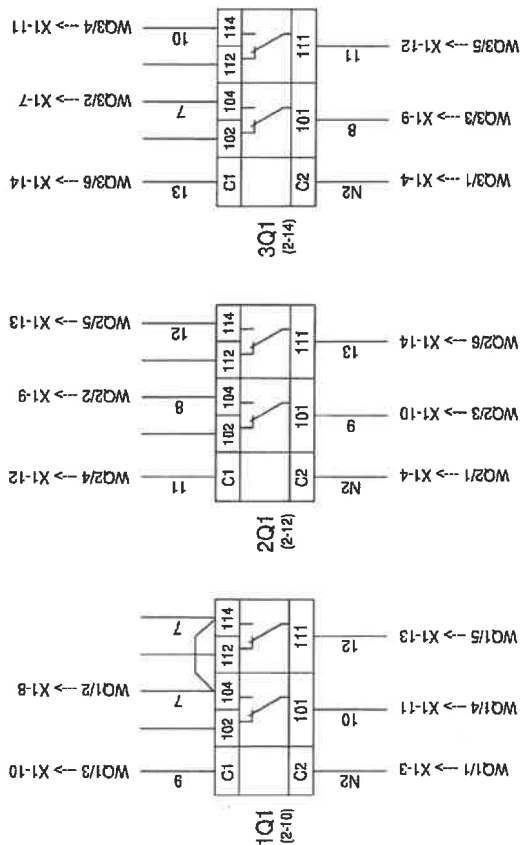 WQ3/4 ---> X1-11
10
114
112
WQ3/2 ---> X1-7
7
104
102
WQ3/6 ---> X1-14
13
C1
111
11
WQ3/5 ---> X1-12
101
8
WQ3/3 ---> X1-9
C2
N2
WQ3/1 ---> X1-4
3Q1
(2-14)
WQ2/5 ---> X1-13
12
114
112
WQ2/2 ---> X1-9
8
104
102
WQ2/4 ---> X1-12
11
C1
111
13
WQ2/6 ---> X1-14
101
9
WQ2/3 ---> X1-10
C2
N2
WQ2/1 ---> X1-4
2Q1
(2-12)
7
114
112
WQ1/2 ---> X1-8
7
104
102
WQ1/3 ---> X1-10
9
C1
111
12
WQ1/5 ---> X1-13
101
10
WQ1/4 ---> X1-11
C2
N2
WQ1/1 ---> X1-3
1Q1
(2-10)